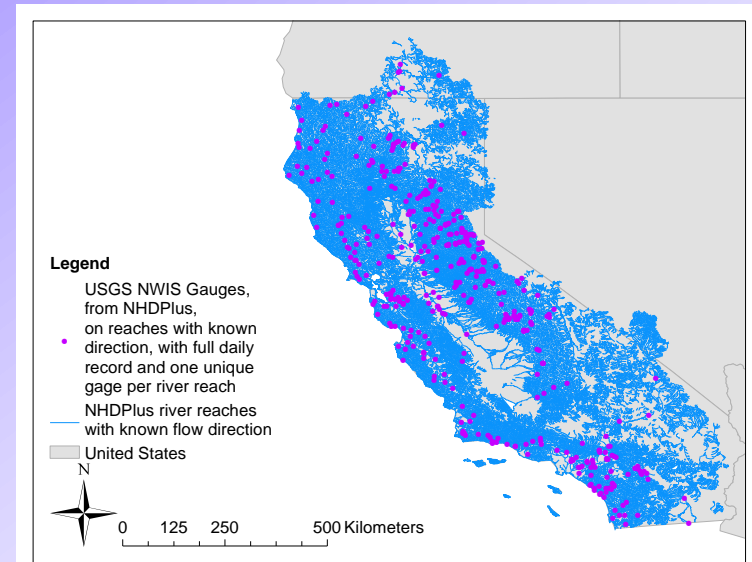 Legend
USGS NWIS Gauges,
from NHDPlus,
on reaches with known
direction, with full daily
record and one unique
gage per river reach
NHDPlus river reaches
with known flow direction
United States
N
0 125 250 500 Kilometers